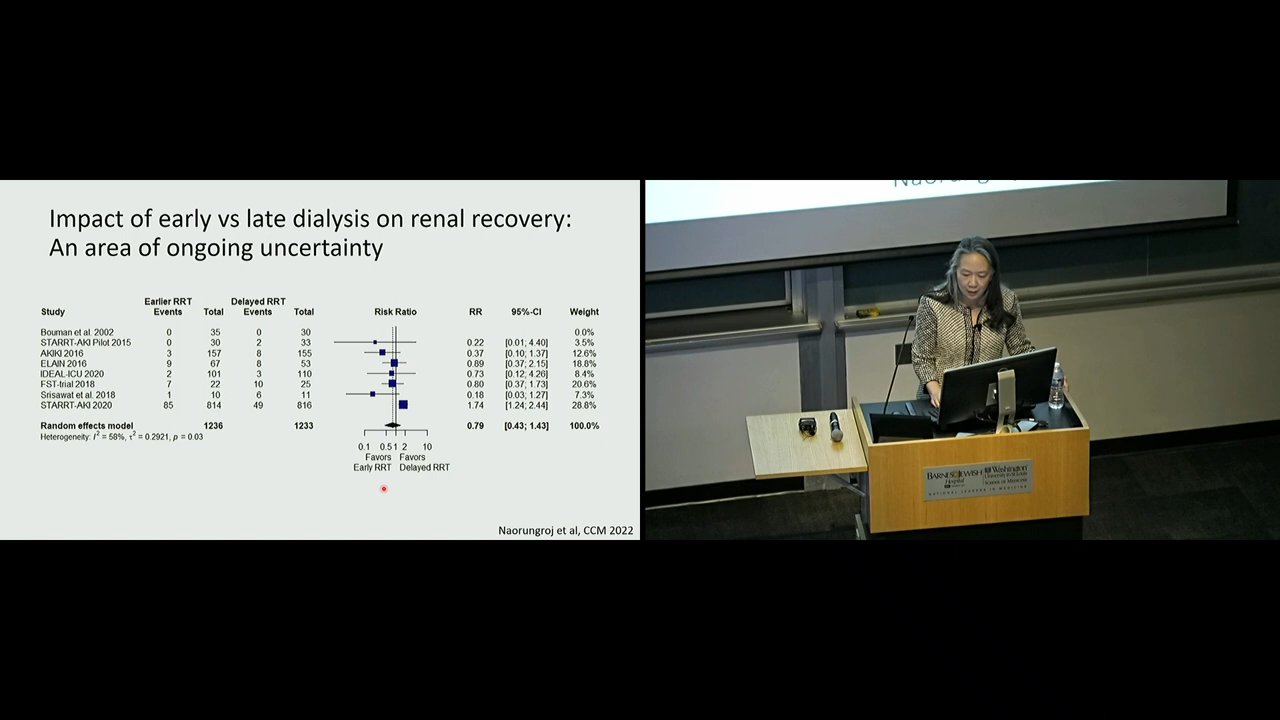 Impact of early vs late dialysis on renal recovery:
An area of ongoing uncertainty
Earlier RRT Delayed RRT
Study Events Total Events Total Risk Ratio RR 95%-CI Weight
Bouman et al. 2002 0 35 0 30 0.0%
STARRT-AKI Pilot 2015 0 30 2 33 0.22 [0.01; 4.40] 3.5%
AKIKI 2016 3 157 8 155 0.37 [0.10; 1.37] 12.6%
ELAIN 2016 9 67 8 53 0.89 [0.37; 2.15] 18.8%
IDEAL-ICU 2020 2 101 3 110 0.73 [0.12; 4.26] 8.4%
FST-trial 2018 7 22 10 25 0.80 [0.37; 1.73] 20.6%
Srisawat et al. 2018 1 10 6 11 0.18 [0.03; 1.27] 7.3%
STARRT-AKI 2020 85 814 49 816 1.74 [1.24; 2.44] 28.8%
Random effects model 1236 1233 0.79 [0.43; 1.43] 100.0%
Heterogeneity: I² = 58%, τ² = 0.2921, p = 0.03
0.1 0.5 1 2 10
Favors Favors
Early RRT Delayed RRT
Naorungroj et al, CCM 2022
BARNES JEWISH
Hospital
Washington
University in St. Louis
School of Medicine
NATIONAL LEADERS IN MEDICINE